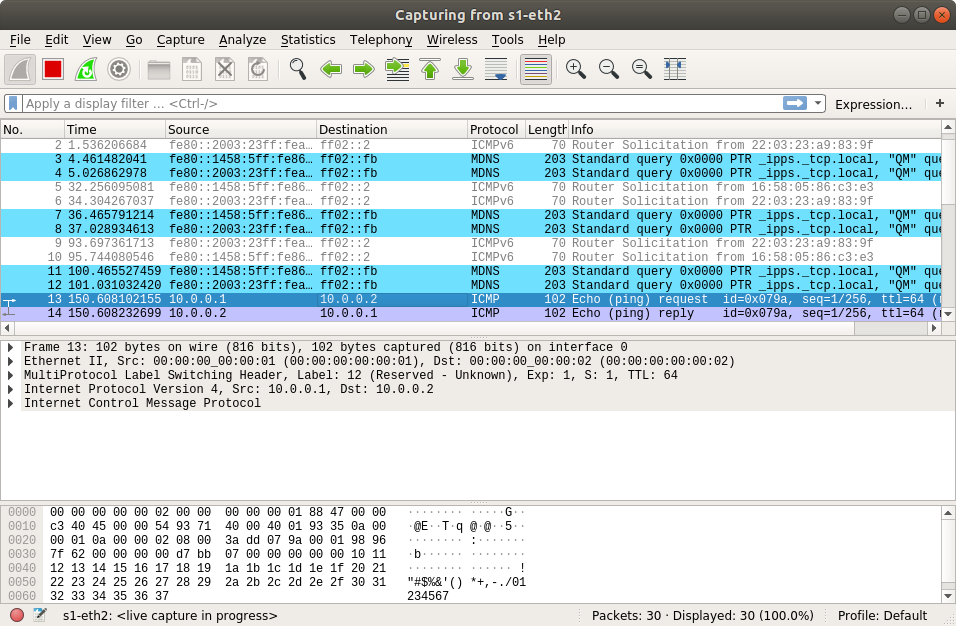 Capturing from s1-eth2
File Edit View Go Capture Analyze Statistics Telephony Wireless Tools Help
Apply a display filter ... <Ctrl-/> Expression... +
No. Time Source Destination Protocol Length Info
2 1.536206684 fe80::2003:23ff:fea… ff02::2 ICMPv6 70 Router Solicitation from 22:03:23:a9:83:9f
3 4.461482041 fe80::1458:5ff:fe86… ff02::fb MDNS 203 Standard query 0x0000 PTR _ipps._tcp.local, "QM" que
4 5.026862978 fe80::2003:23ff:fea… ff02::fb MDNS 203 Standard query 0x0000 PTR _ipps._tcp.local, "QM" que
5 32.256095081 fe80::1458:5ff:fe86… ff02::2 ICMPv6 70 Router Solicitation from 16:58:05:86:c3:e3
6 34.304267037 fe80::2003:23ff:fea… ff02::2 ICMPv6 70 Router Solicitation from 22:03:23:a9:83:9f
7 36.465791214 fe80::1458:5ff:fe86… ff02::fb MDNS 203 Standard query 0x0000 PTR _ipps._tcp.local, "QM" que
8 37.028934613 fe80::2003:23ff:fea… ff02::fb MDNS 203 Standard query 0x0000 PTR _ipps._tcp.local, "QM" que
9 93.697361713 fe80::2003:23ff:fea… ff02::2 ICMPv6 70 Router Solicitation from 22:03:23:a9:83:9f
10 95.744080546 fe80::1458:5ff:fe86… ff02::2 ICMPv6 70 Router Solicitation from 16:58:05:86:c3:e3
11 100.465527459 fe80::1458:5ff:fe86… ff02::fb MDNS 203 Standard query 0x0000 PTR _ipps._tcp.local, "QM" que
12 101.031032420 fe80::2003:23ff:fea… ff02::fb MDNS 203 Standard query 0x0000 PTR _ipps._tcp.local, "QM" que
13 150.608102155 10.0.0.1 10.0.0.2 ICMP 102 Echo (ping) request id=0x079a, seq=1/256, ttl=64 (r
14 150.608232699 10.0.0.2 10.0.0.1 ICMP 102 Echo (ping) reply id=0x079a, seq=1/256, ttl=64 (r
Frame 13: 102 bytes on wire (816 bits), 102 bytes captured (816 bits) on interface 0
Ethernet II, Src: 00:00:00_00:00:01 (00:00:00:00:00:01), Dst: 00:00:00_00:00:02 (00:00:00:00:00:02)
MultiProtocol Label Switching Header, Label: 12 (Reserved - Unknown), Exp: 1, S: 1, TTL: 64
Internet Protocol Version 4, Src: 10.0.0.1, Dst: 10.0.0.2
Internet Control Message Protocol
0000 00 00 00 00 00 02 00 00 00 00 00 01 88 47 00 00 ········ ·····G··
0010 c3 40 45 00 00 54 93 71 40 00 40 01 93 35 0a 00 ·@E··T·q @·@··5··
0020 00 01 0a 00 00 02 08 00 3a dd 07 9a 00 01 98 96 ········ :·······
0030 7f 62 00 00 00 00 d7 bb 07 00 00 00 00 00 10 11 ·b······ ········
0040 12 13 14 15 16 17 18 19 1a 1b 1c 1d 1e 1f 20 21 ········ ······ !
0050 22 23 24 25 26 27 28 29 2a 2b 2c 2d 2e 2f 30 31 "#$%&'() *+,-./01
0060 32 33 34 35 36 37 234567
s1-eth2: <live capture in progress> Packets: 30 · Displayed: 30 (100.0%) Profile: Default